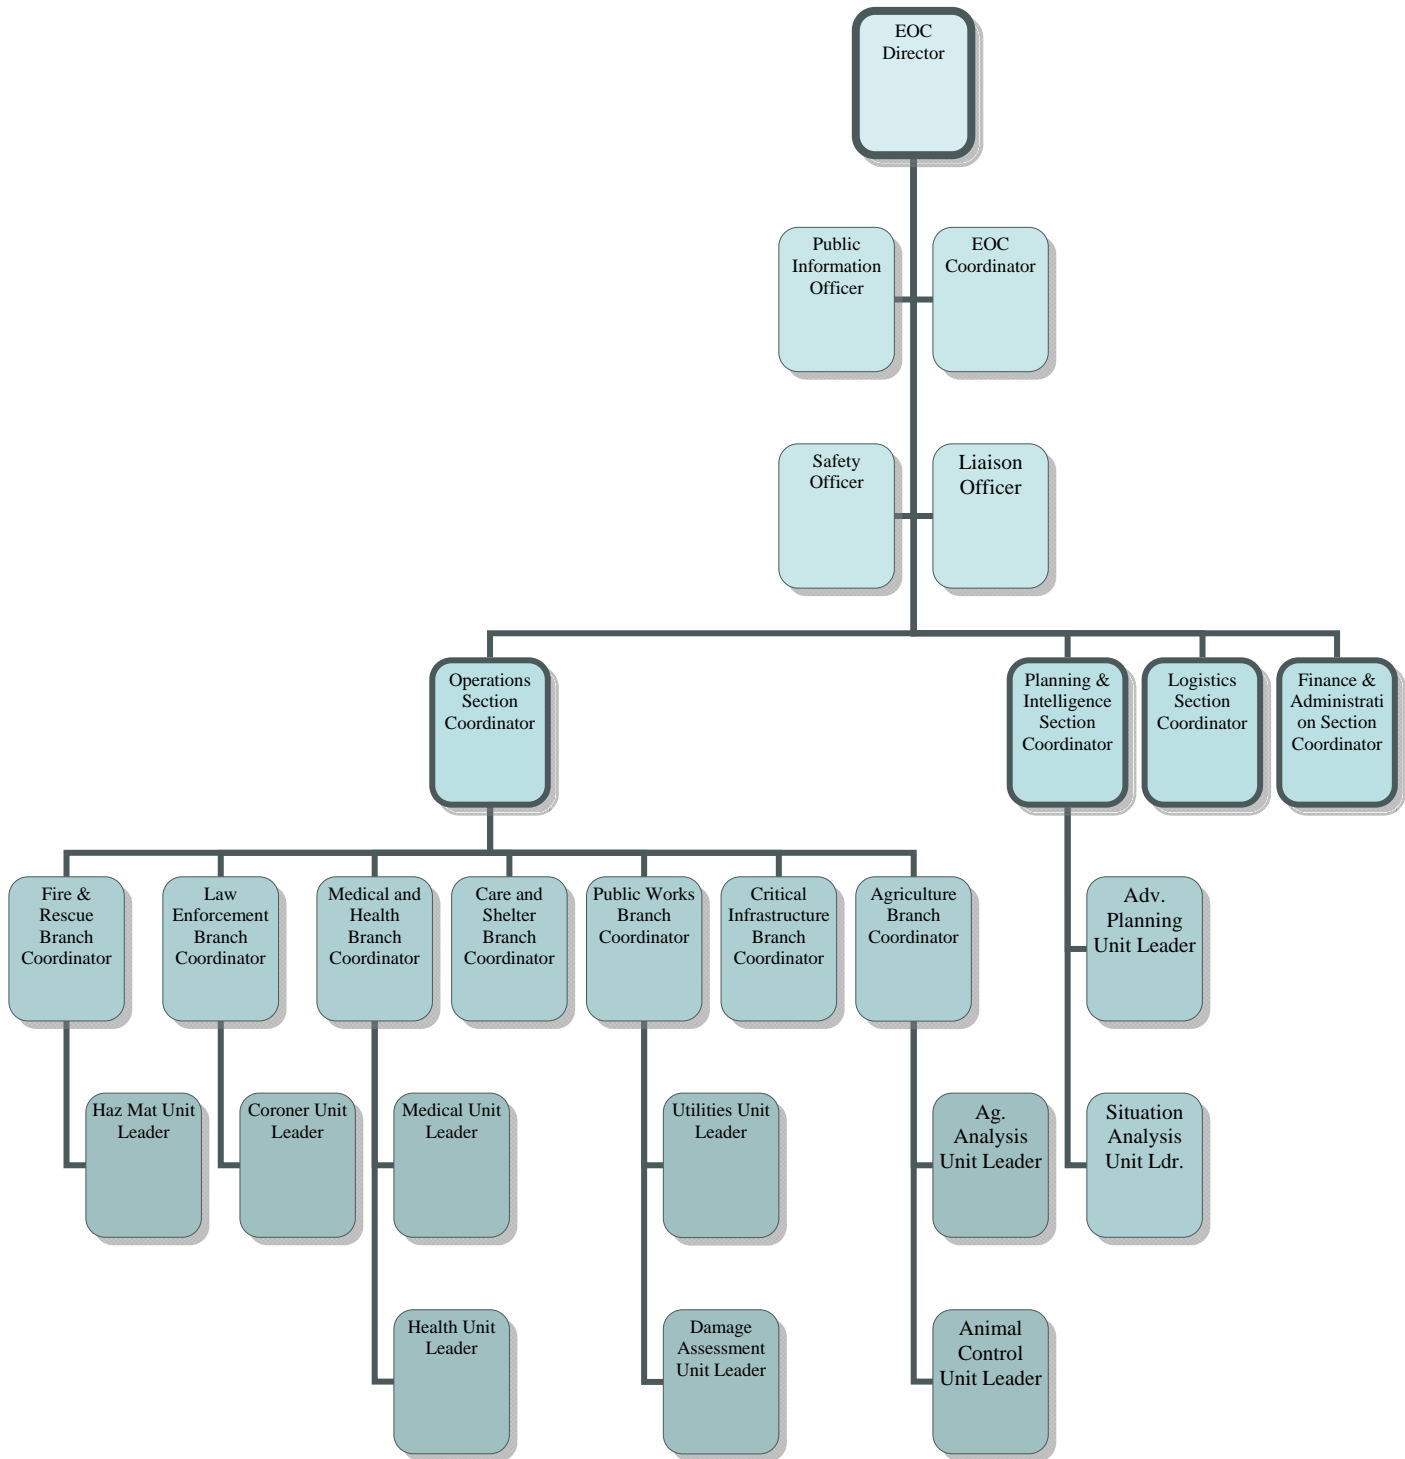 EOC
Director
Public
Information
Officer
EOC
Coordinator
Safety
Officer
Liaison
Officer
Operations
Section
Coordinator
Planning &
Intelligence
Section
Coordinator
Logistics
Section
Coordinator
Finance &
Administrati
on Section
Coordinator
Fire &
Rescue
Branch
Coordinator
Law
Enforcement
Branch
Coordinator
Medical and
Health
Branch
Coordinator
Care and
Shelter
Branch
Coordinator
Public Works
Branch
Coordinator
Critical
Infrastructure
Branch
Coordinator
Agriculture
Branch
Coordinator
Adv.
Planning
Unit Leader
Haz Mat Unit
Leader
Coroner Unit
Leader
Medical Unit
Leader
Utilities Unit
Leader
Ag.
Analysis
Unit Leader
Situation
Analysis
Unit Ldr.
Health Unit
Leader
Damage
Assessment
Unit Leader
Animal
Control
Unit Leader